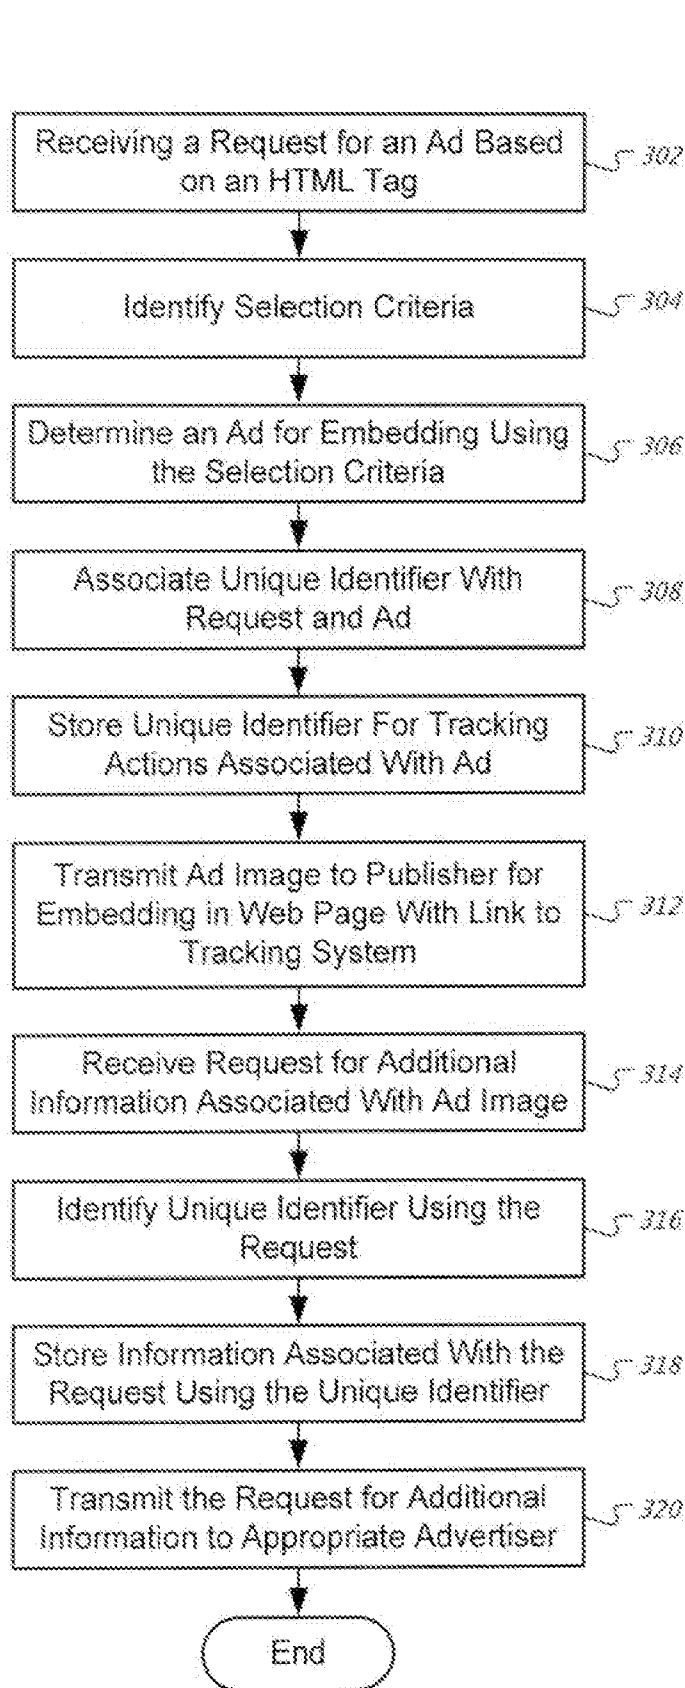 Receiving a Request for an Ad Based
on an HTML Tag
302
Identify Selection Criteria
304
Determine an Ad for Embedding Using
the Selection Criteria
306
Associate Unique Identifier With
Request and Ad
308
Store Unique Identifier For Tracking
Actions Associated With Ad
310
Transmit Ad Image to Publisher for
Embedding in Web Page With Link to
Tracking System
312
Receive Request for Additional
Information Associated With Ad Image
314
Identify Unique Identifier Using the
Request
316
Store Information Associated With the
Request Using the Unique Identifier
318
Transmit the Request for Additional
Information to Appropriate Advertiser
320
End